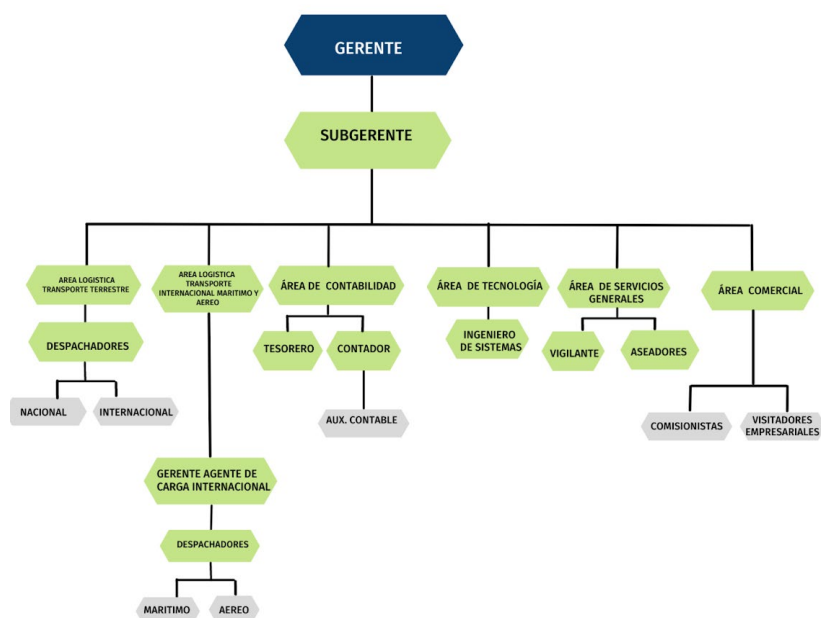 GERENTE
SUBGERENTE
AREA LOGISTICA
TRANSPORTE TERRESTRE
AREA LOGISTICA
TRANSPORTE
INTERNACIONAL MARITIMO Y
AEREO
ÁREA DE CONTABILIDAD
ÁREA DE TECNOLOGÍA
ÁREA DE SERVICIOS
GENERALES
ÁREA COMERCIAL
DESPACHADORES
TESORERO
CONTADOR
INGENIERO
DE SISTEMAS
VIGILANTE
ASEADORES
NACIONAL
INTERNACIONAL
AUX. CONTABLE
COMISIONISTAS
VISITADORES
EMPRESARIALES
GERENTE AGENTE DE
CARGA INTERNACIONAL
DESPACHADORES
MARITIMO
AEREO